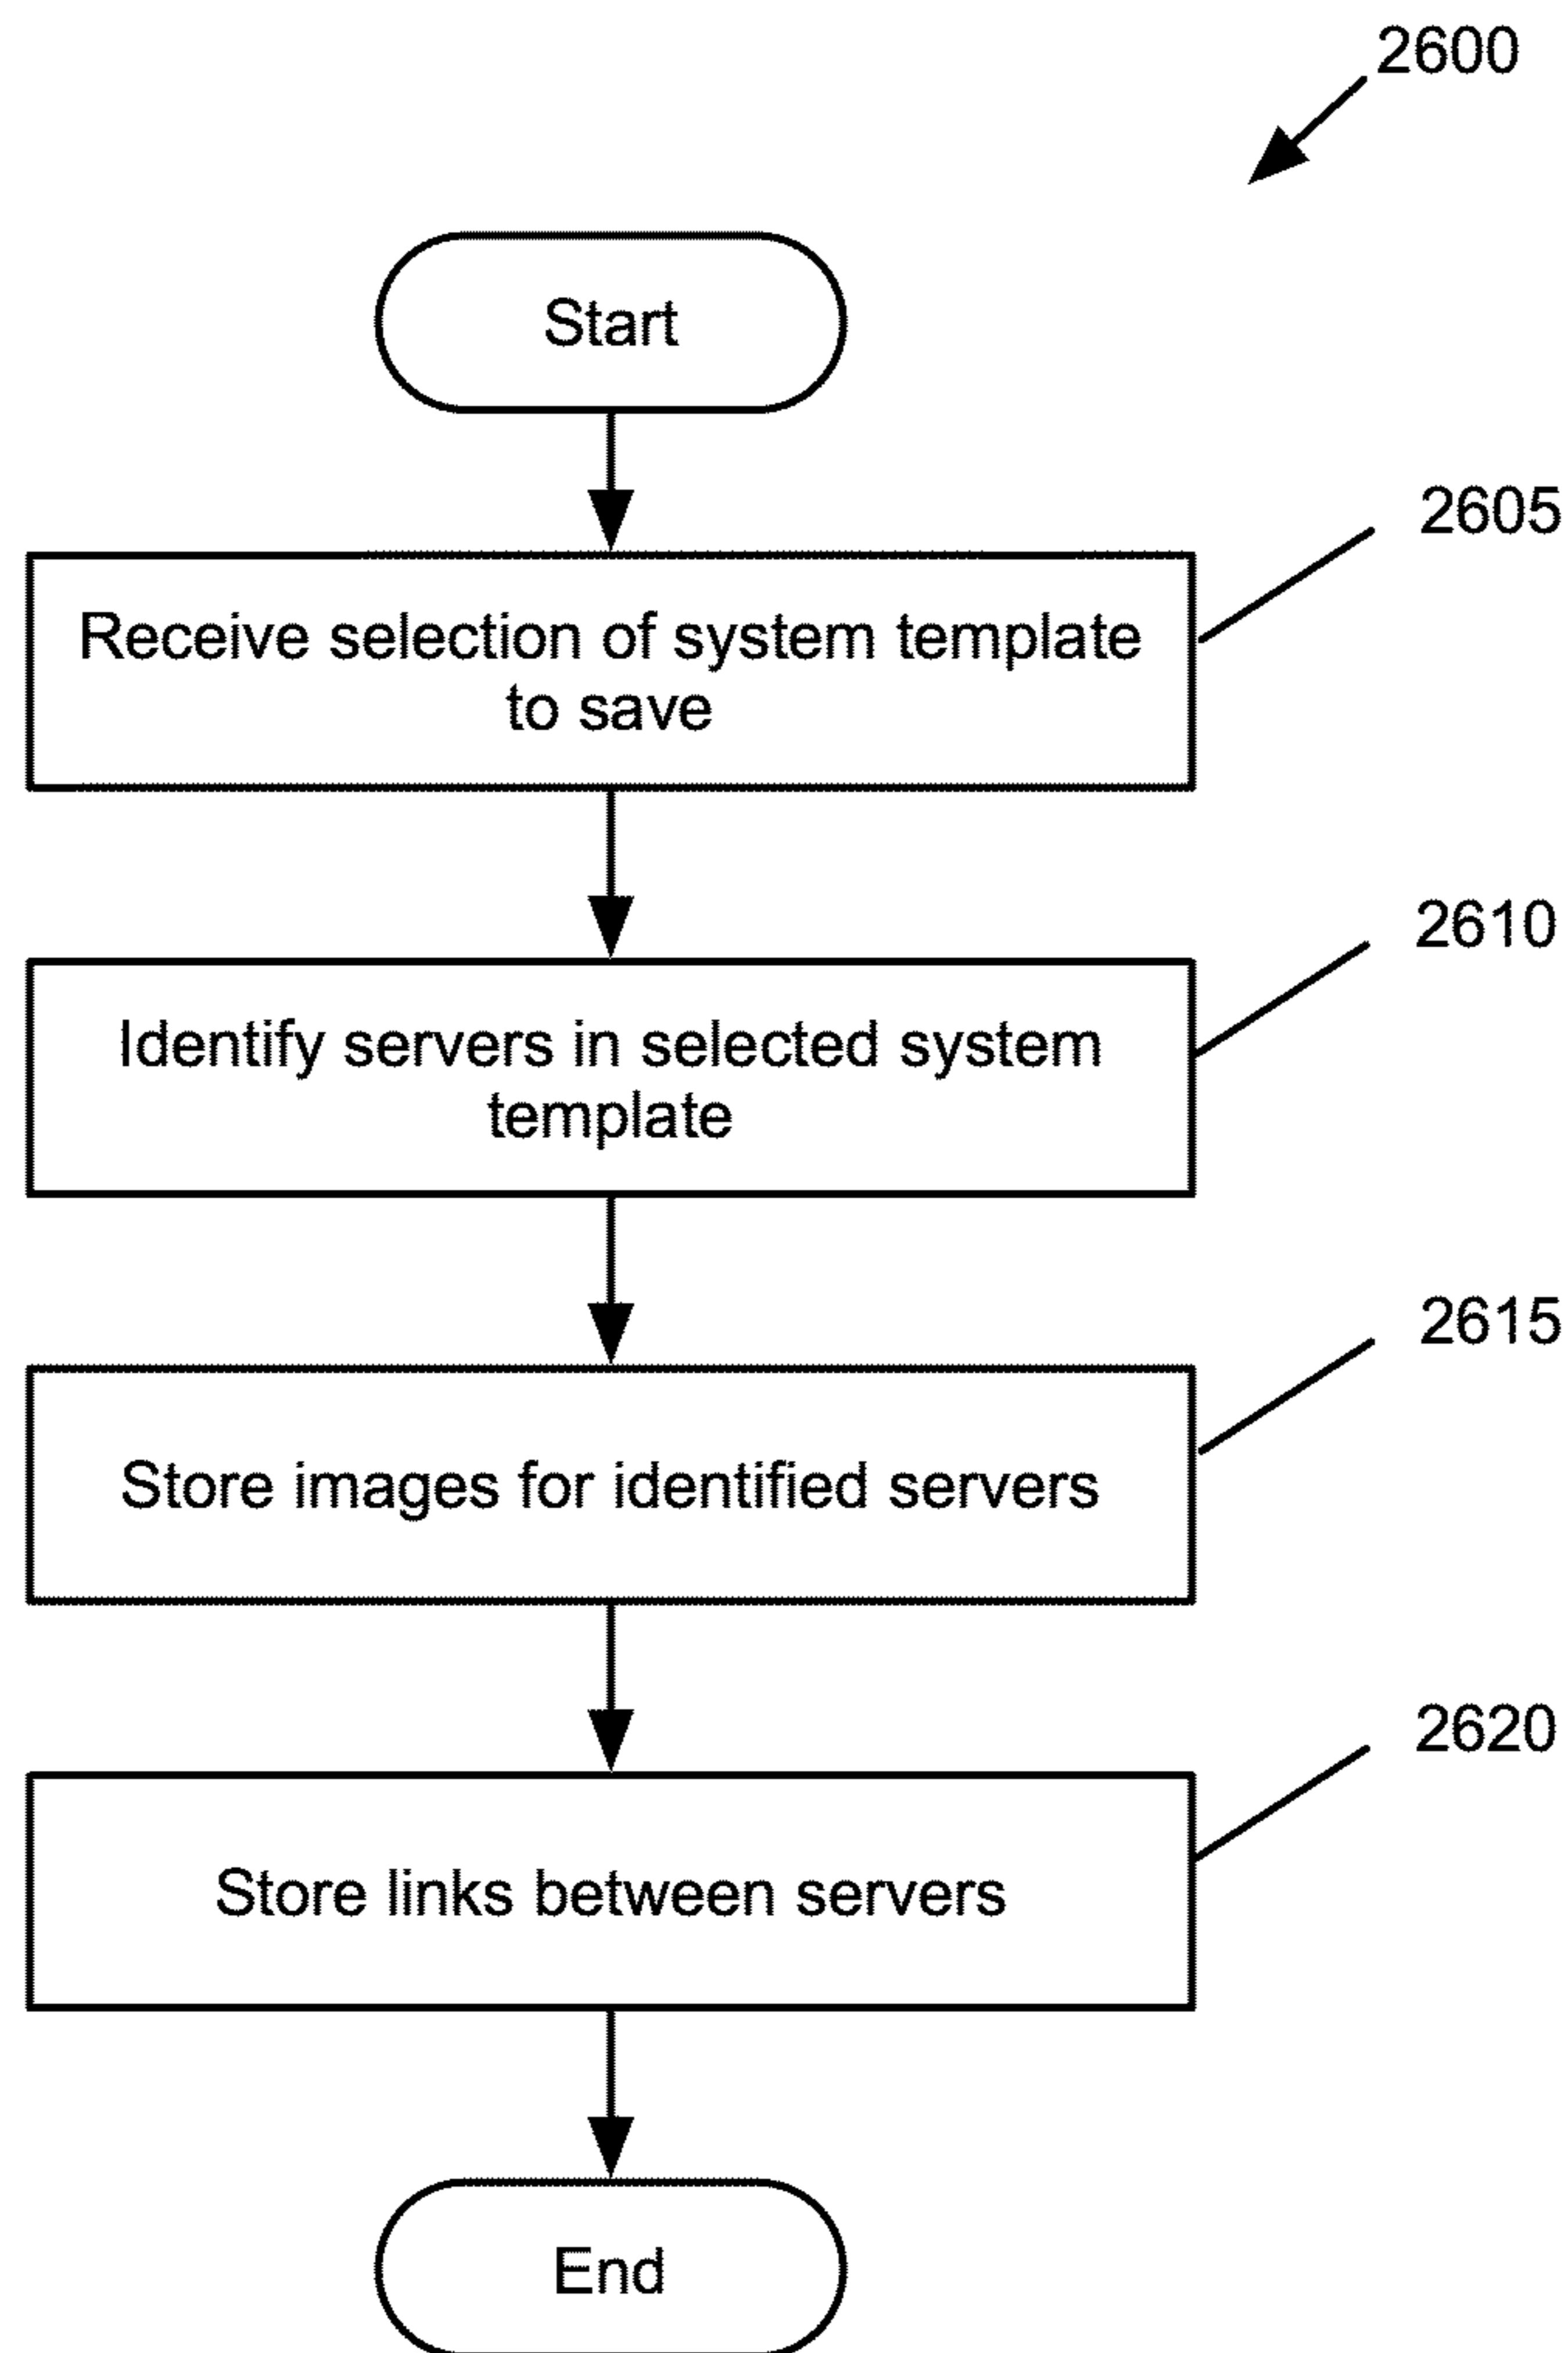 2600
Start
2605
Receive selection of system template
to save
2610
Identify servers in selected system
template
2615
Store images for identified servers
2620
Store links between servers
End